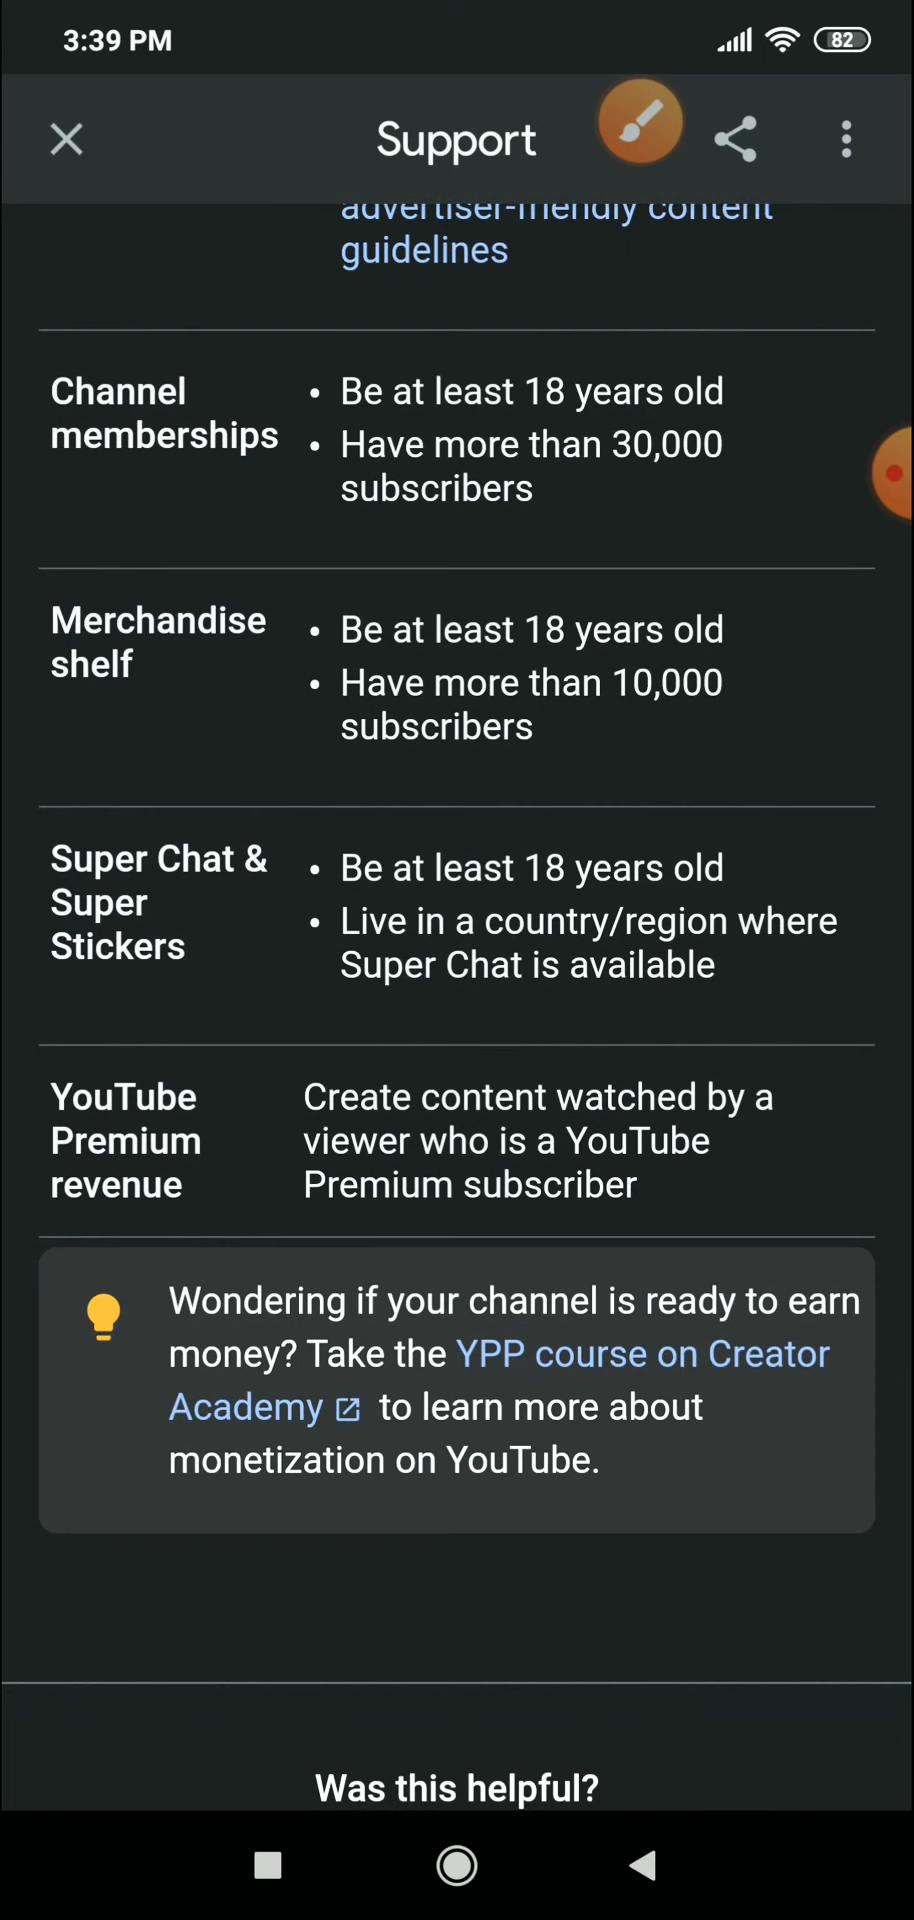 3:39 PM
82
Support
advertiser-friendly content
guidelines
Channel
memberships
• Be at least 18 years old
• Have more than 30,000
subscribers
Merchandise
shelf
• Be at least 18 years old
• Have more than 10,000
subscribers
Super Chat &
Super
Stickers
• Be at least 18 years old
• Live in a country/region where
Super Chat is available
YouTube
Premium
revenue
Create content watched by a
viewer who is a YouTube
Premium subscriber
Wondering if your channel is ready to earn
money? Take the YPP course on Creator
Academy to learn more about
monetization on YouTube.
Was this helpful?